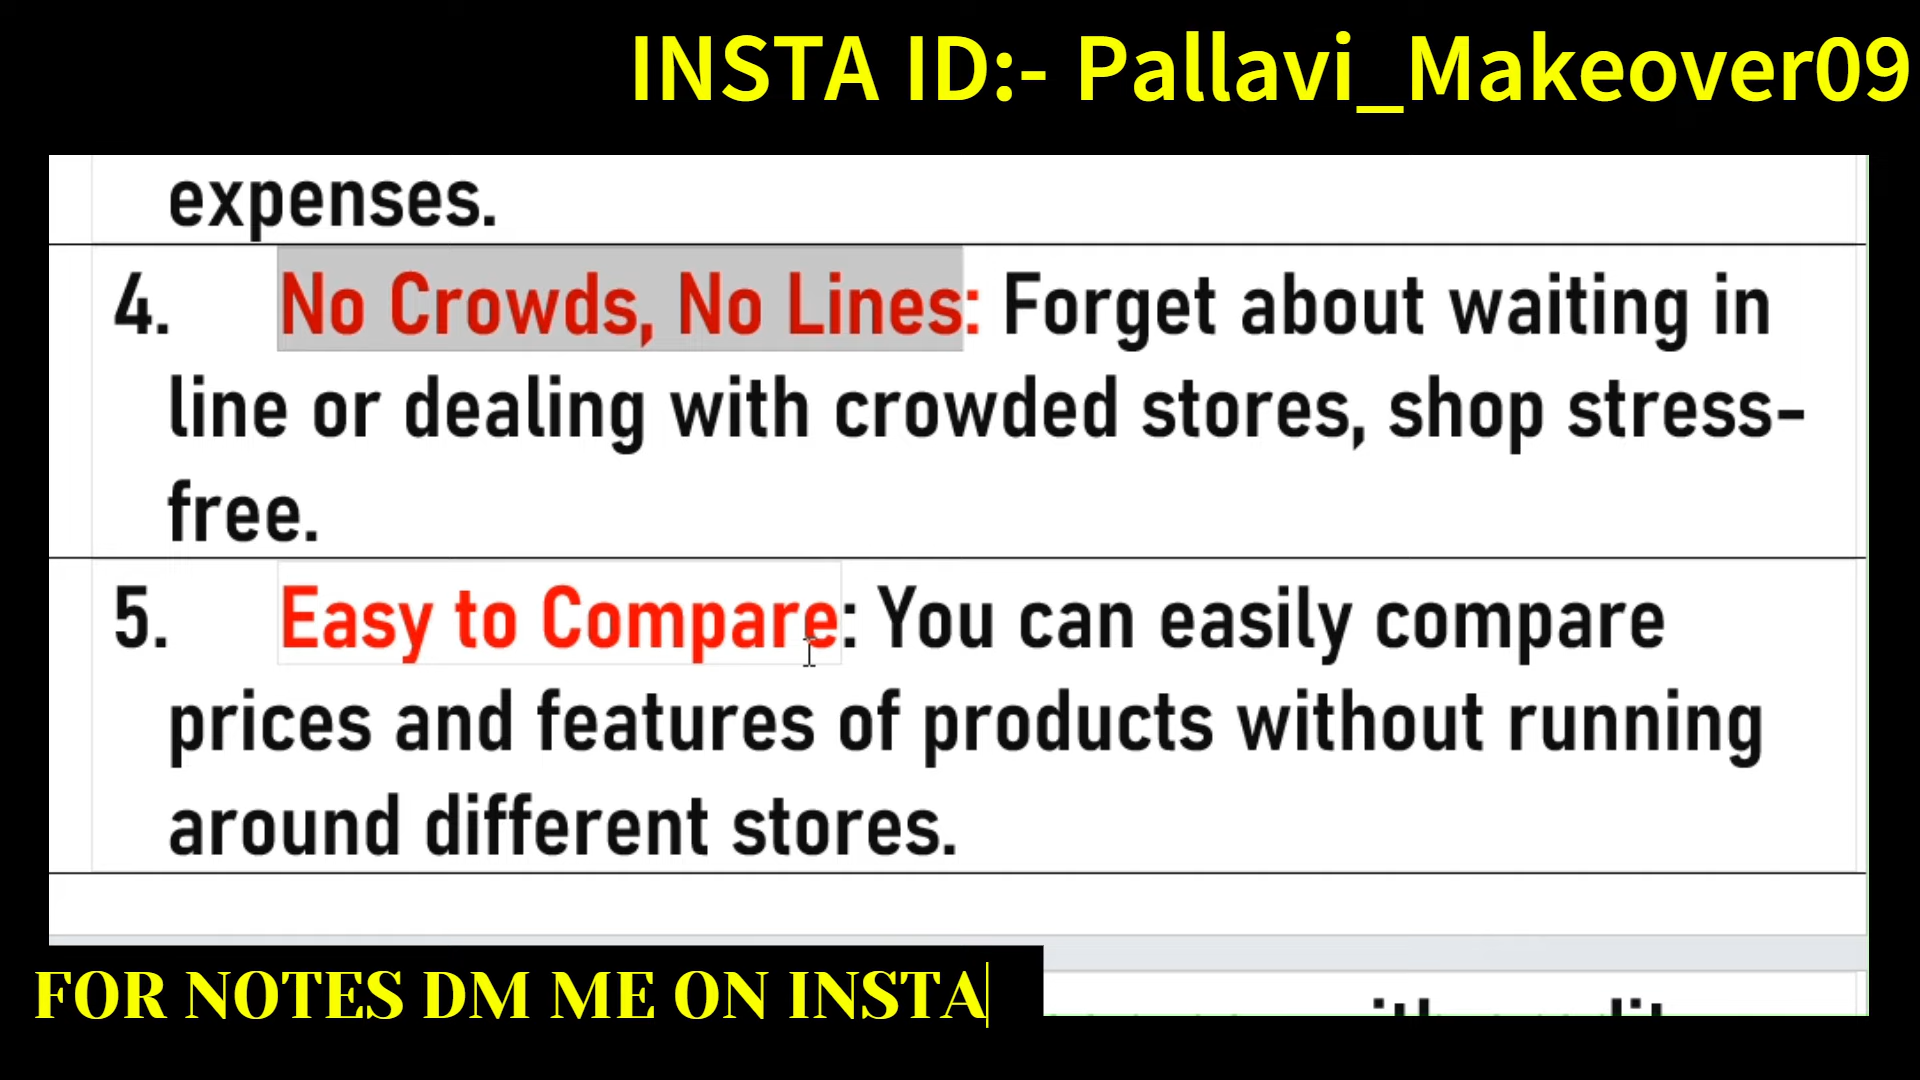 INSTA ID:- Pallavi_Makeover09
expenses.
4. No Crowds, No Lines: Forget about waiting in
line or dealing with crowded stores, shop stress-
free.
5. Easy to Compare: You can easily compare
prices and features of products without running
around different stores.
FOR NOTES DM ME ON INSTA